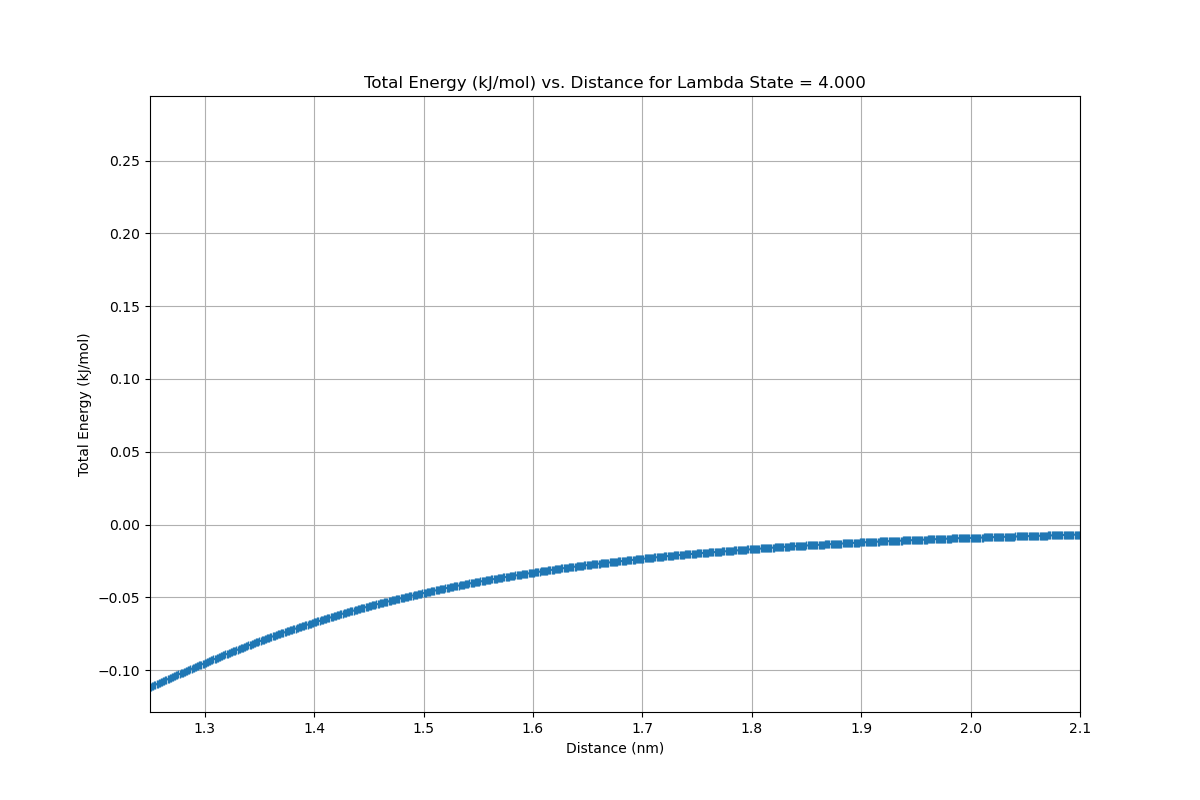 Total Energy (kJ/mol) vs. Distance for Lambda State = 4.000
Total Energy (kJ/mol)
0.25
0.20
0.15
0.10
0.05
0.00
−0.05
−0.10
1.3 1.4 1.5 1.6 1.7 1.8 1.9 2.0 2.1
Distance (nm)